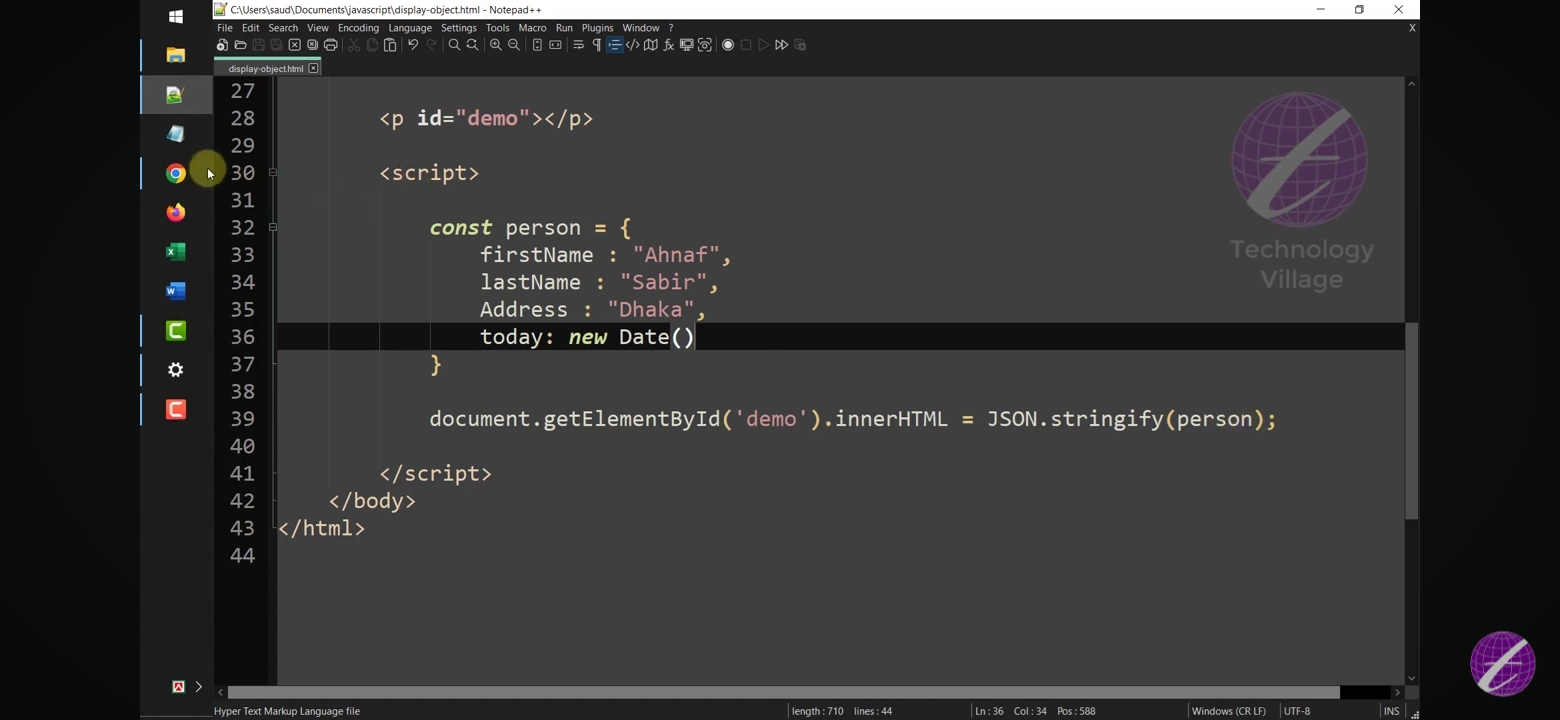 C:\Users\saud\Documents\javascript\display-object.html - Notepad++
File Edit Search View Encoding Language Settings Tools Macro Run Plugins Window ? X
display-object.html
27
28 <p id="demo"></p>
29
30 <script>
31
32 const person = {
33 firstName : "Ahnaf",
34 lastName : "Sabir",
35 Address : "Dhaka",
36 today: new Date()
37 }
38
39 document.getElementById('demo').innerHTML = JSON.stringify(person);
40
41 </script>
42 </body>
43 </html>
44
Technology
Village
Hyper Text Markup Language file length : 710 lines : 44 Ln : 36 Col : 34 Pos : 588 Windows (CR LF) UTF-8 INS